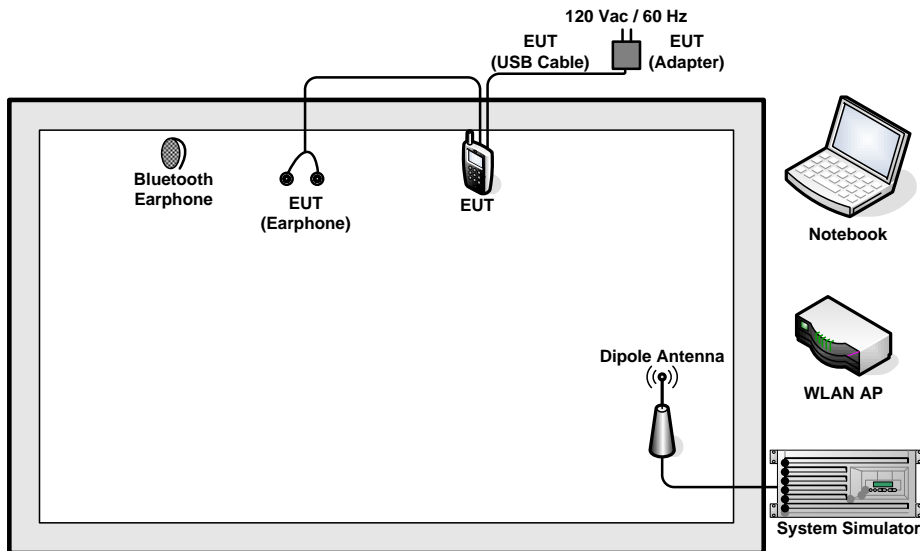 120 Vac / 60 Hz
EUT
(USB Cable)
EUT
(Adapter)
Bluetooth
Earphone
EUT
(Earphone)
EUT
Notebook
Dipole Antenna
WLAN AP
System Simulator